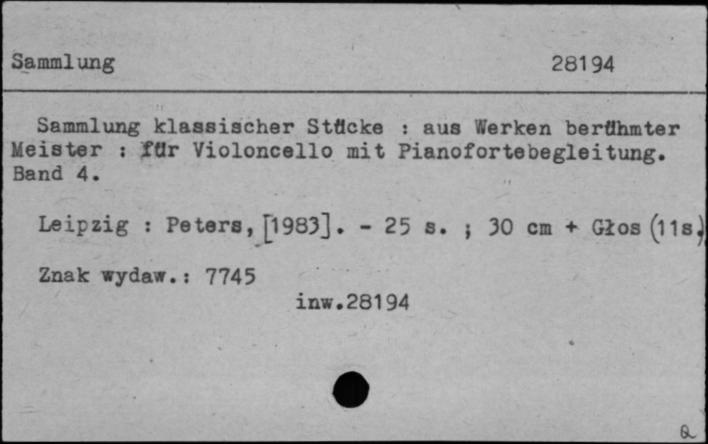 Sammlung 28194
Sammlung klassischer Stücke : aus Werken berühmter
Meister : für Violoncello mit Pianofortebegleitung.
Band 4.
Leipzig : Peters, [1983]. - 25 s. ; 30 cm + Głos (11s.)
Znak wydaw.: 7745
inw.28194